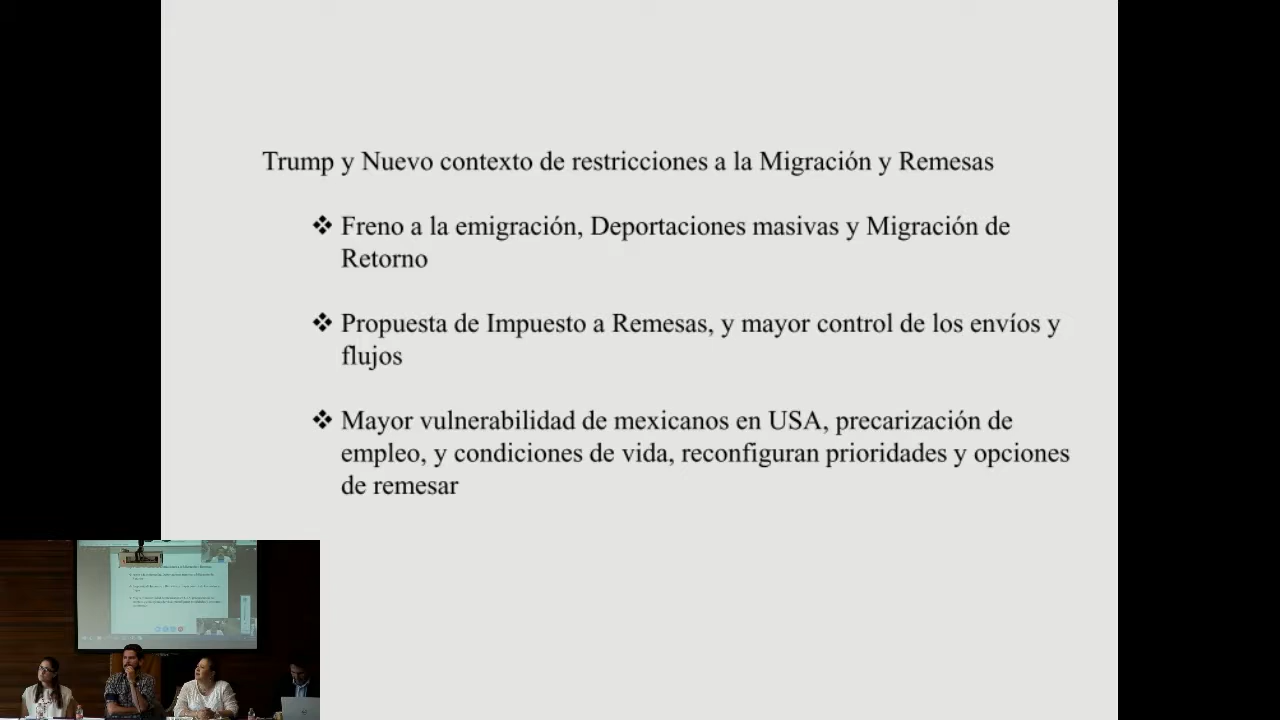 Trump y Nuevo contexto de restricciones a la Migración y Remesas
❖ Freno a la emigración, Deportaciones masivas y Migración de
Retorno
❖ Propuesta de Impuesto a Remesas, y mayor control de los envíos y
flujos
❖ Mayor vulnerabilidad de mexicanos en USA, precarización de
empleo, y condiciones de vida, reconfiguran prioridades y opciones
de remesar